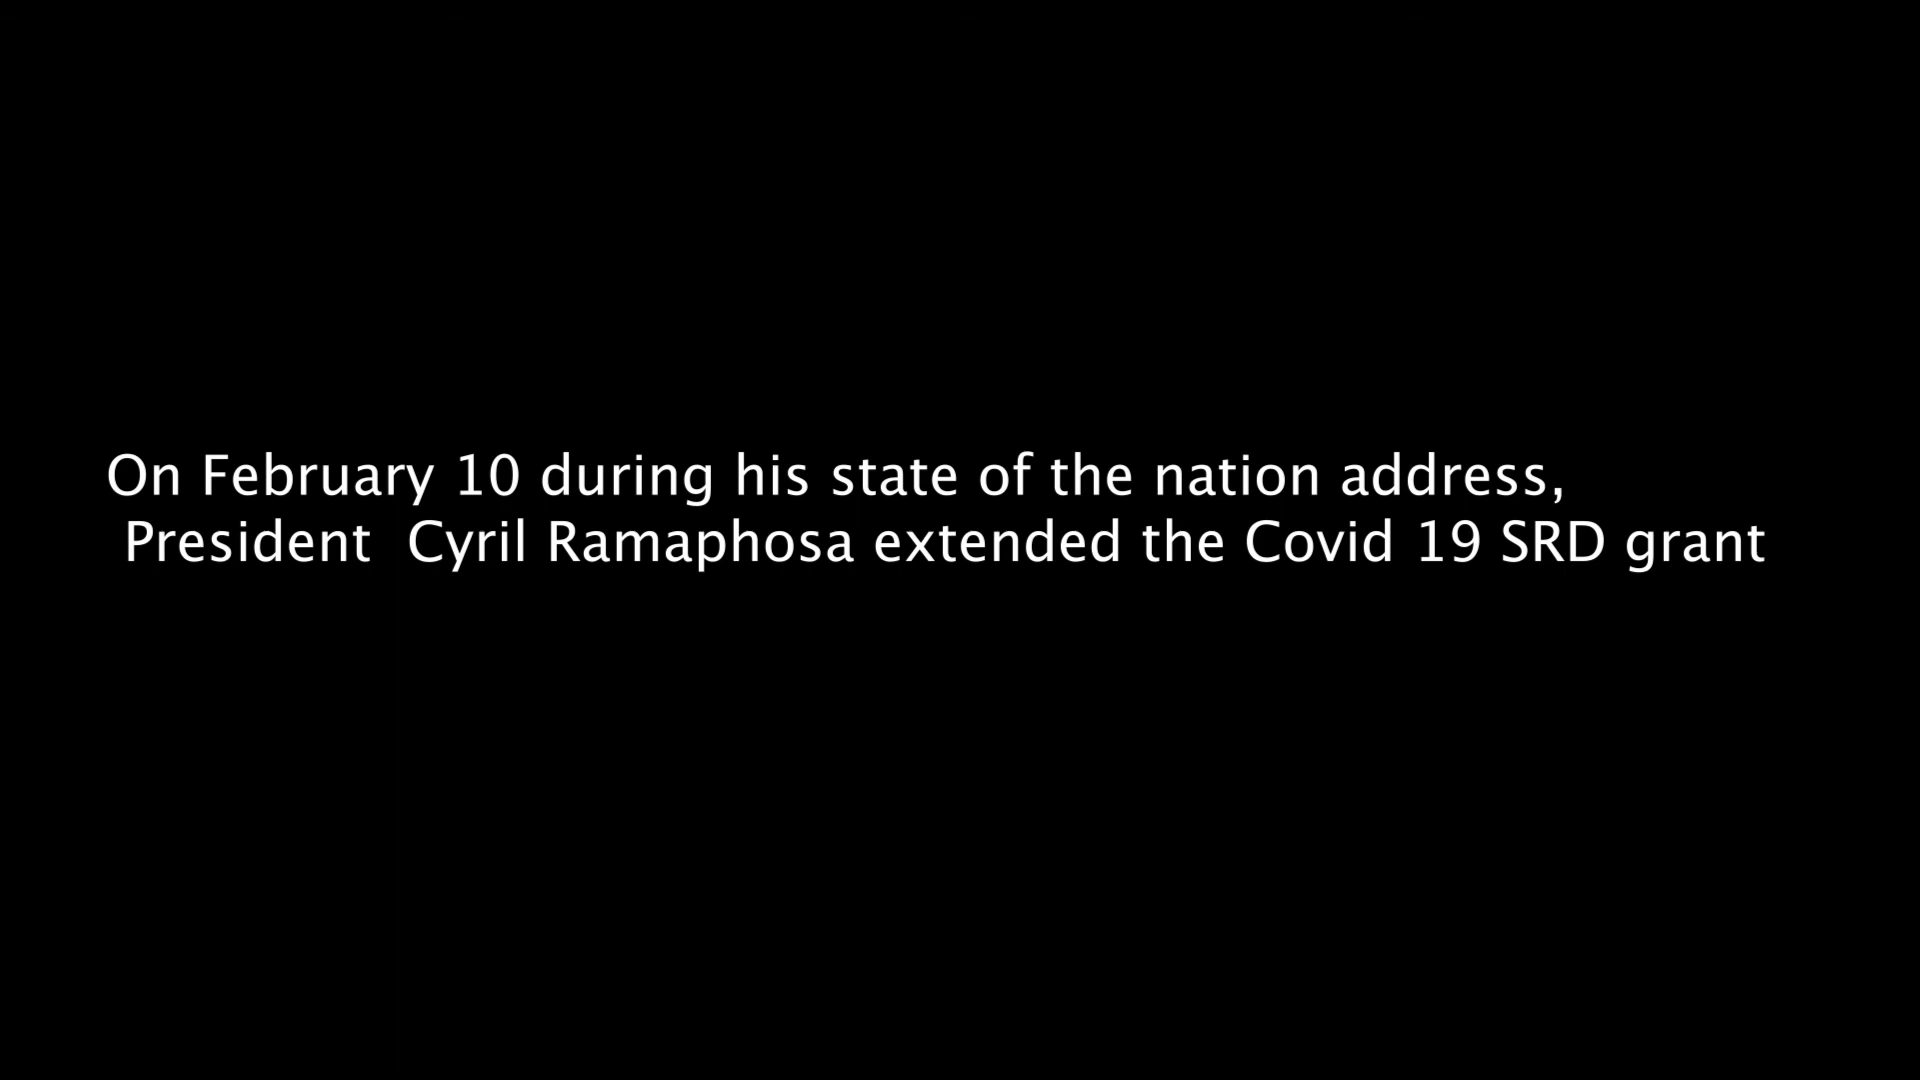 On February 10 during his state of the nation address,
President  Cyril Ramaphosa extended the Covid 19 SRD grant